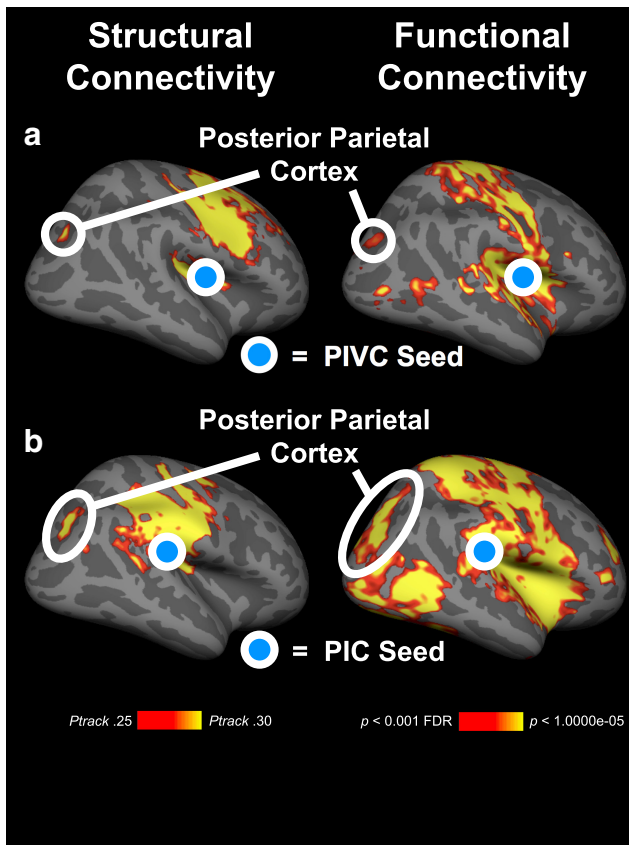 Structural Connectivity
Functional Connectivity
a
Posterior Parietal
Cortex
= PIVC Seed
b
Posterior Parietal
Cortex
= PIC Seed
Ptrack .25
Ptrack .30
p < 0.001 FDR
p < 1.0000e-05